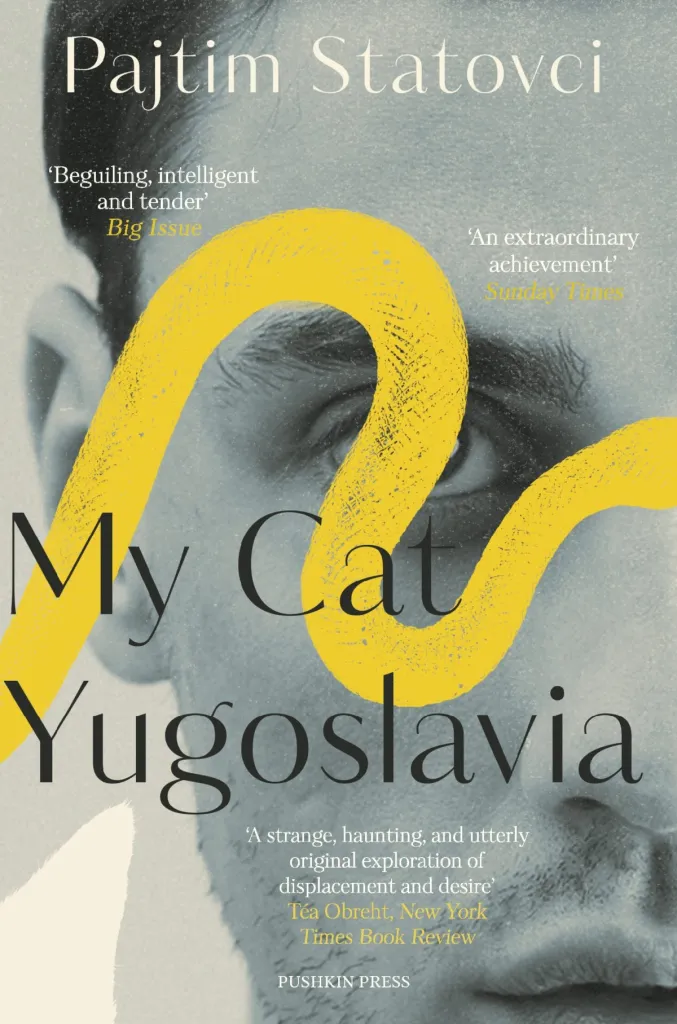 Pajtim Statovci
‘Beguiling, intelligent
and tender’
Big Issue
‘An extraordinary
achievement’
Sunday Times
My Cat
Yugoslavia
‘A strange, haunting, and utterly
original exploration of
displacement and desire’
Téa Obreht, New York
Times Book Review
PUSHKIN PRESS